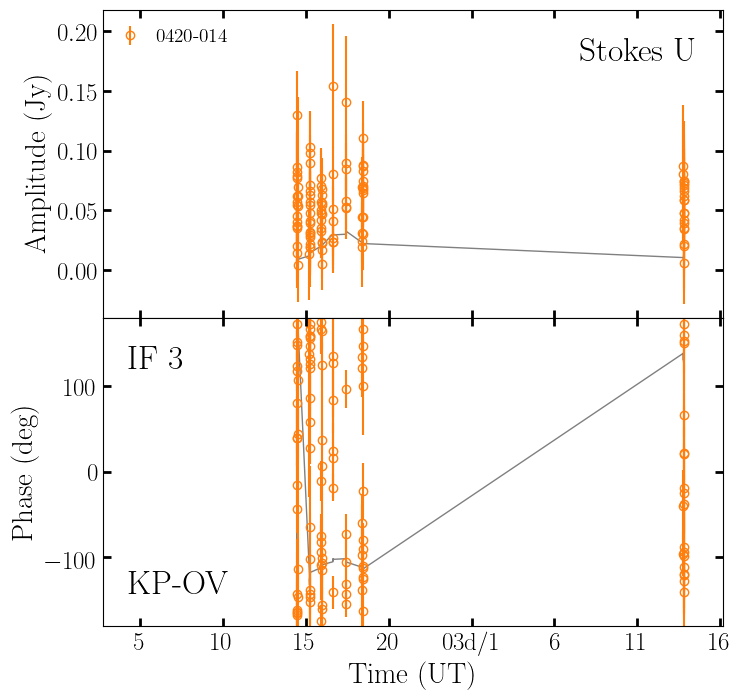 0.20
0420-014
Stokes U
0.15
0.10
0.05
0.00
Amplitude (Jy)
IF 3
100
0
−100
Phase (deg)
KP-OV
5 10 15 20 03d/1 6 11 16
Time (UT)